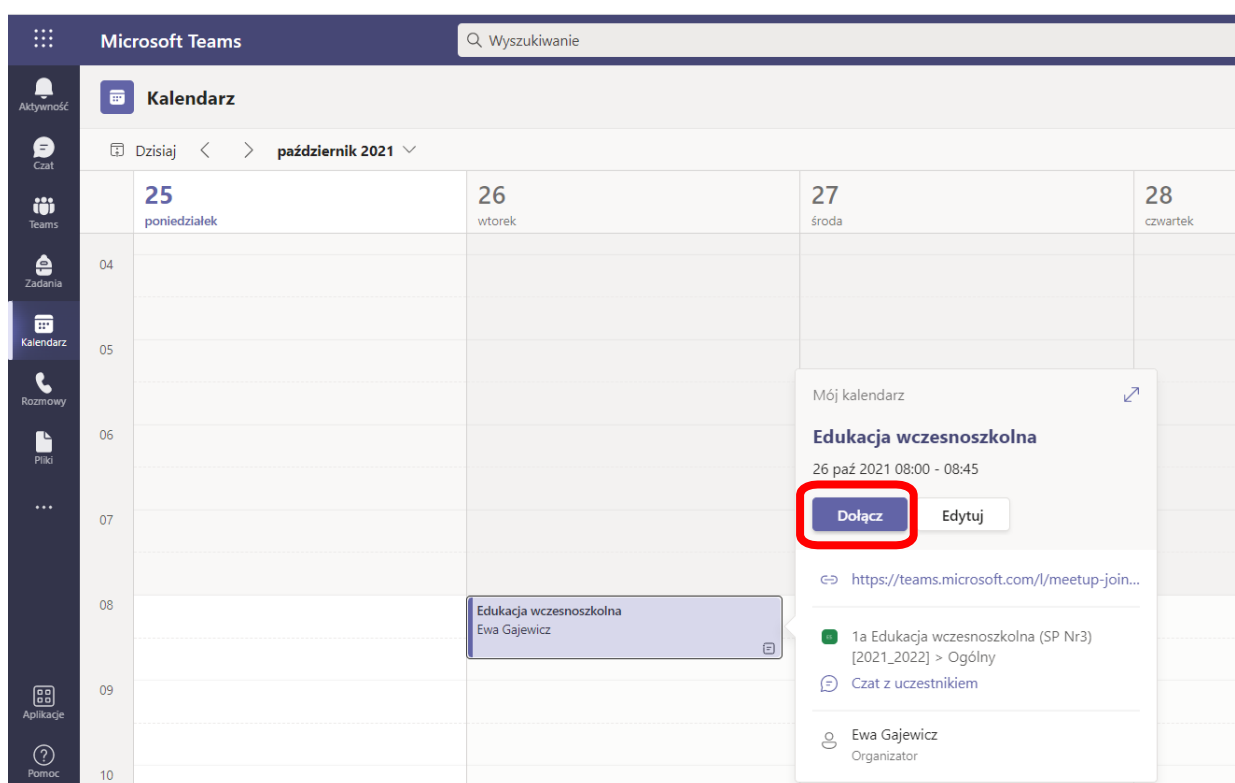 Microsoft Teams
Wyszukiwanie
Aktywność
Czat
Teams
Zadania
Kalendarz
Rozmowy
Pliki
Aplikacje
Pomoc
Kalendarz
Dzisiaj
październik 2021
25
poniedziałek
26
wtorek
27
środa
28
czwartek
04
05
06
07
08
09
10
Edukacja wczesnoszkolna
Ewa Gajewicz
Mój kalendarz
Edukacja wczesnoszkolna
26 paź 2021 08:00 - 08:45
Dołącz
Edytuj
https://teams.microsoft.com/l/meetup-join...
1a Edukacja wczesnoszkolna (SP Nr3)
[2021_2022] > Ogólny
Czat z uczestnikiem
Ewa Gajewicz
Organizator